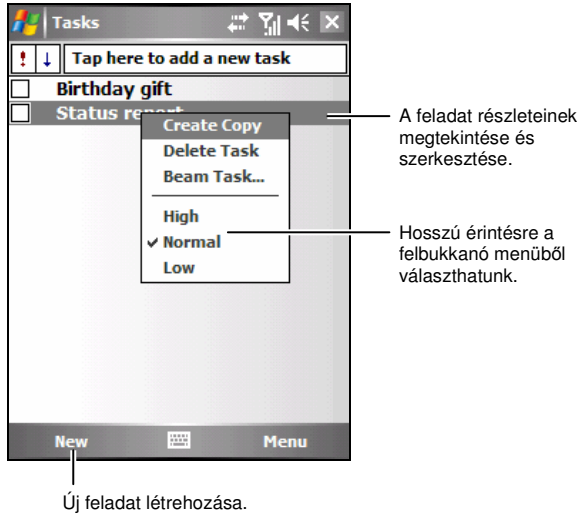 Tasks
! ↓ Tap here to add a new task
Birthday gift
Status report
Create Copy
Delete Task
Beam Task...
High
✓ Normal
Low
New
Menu
A feladat részleteinek
megtekintése és
szerkesztése.
Hosszú érintésre a
felbukkanó menüből
választhatunk.
Új feladat létrehozása.